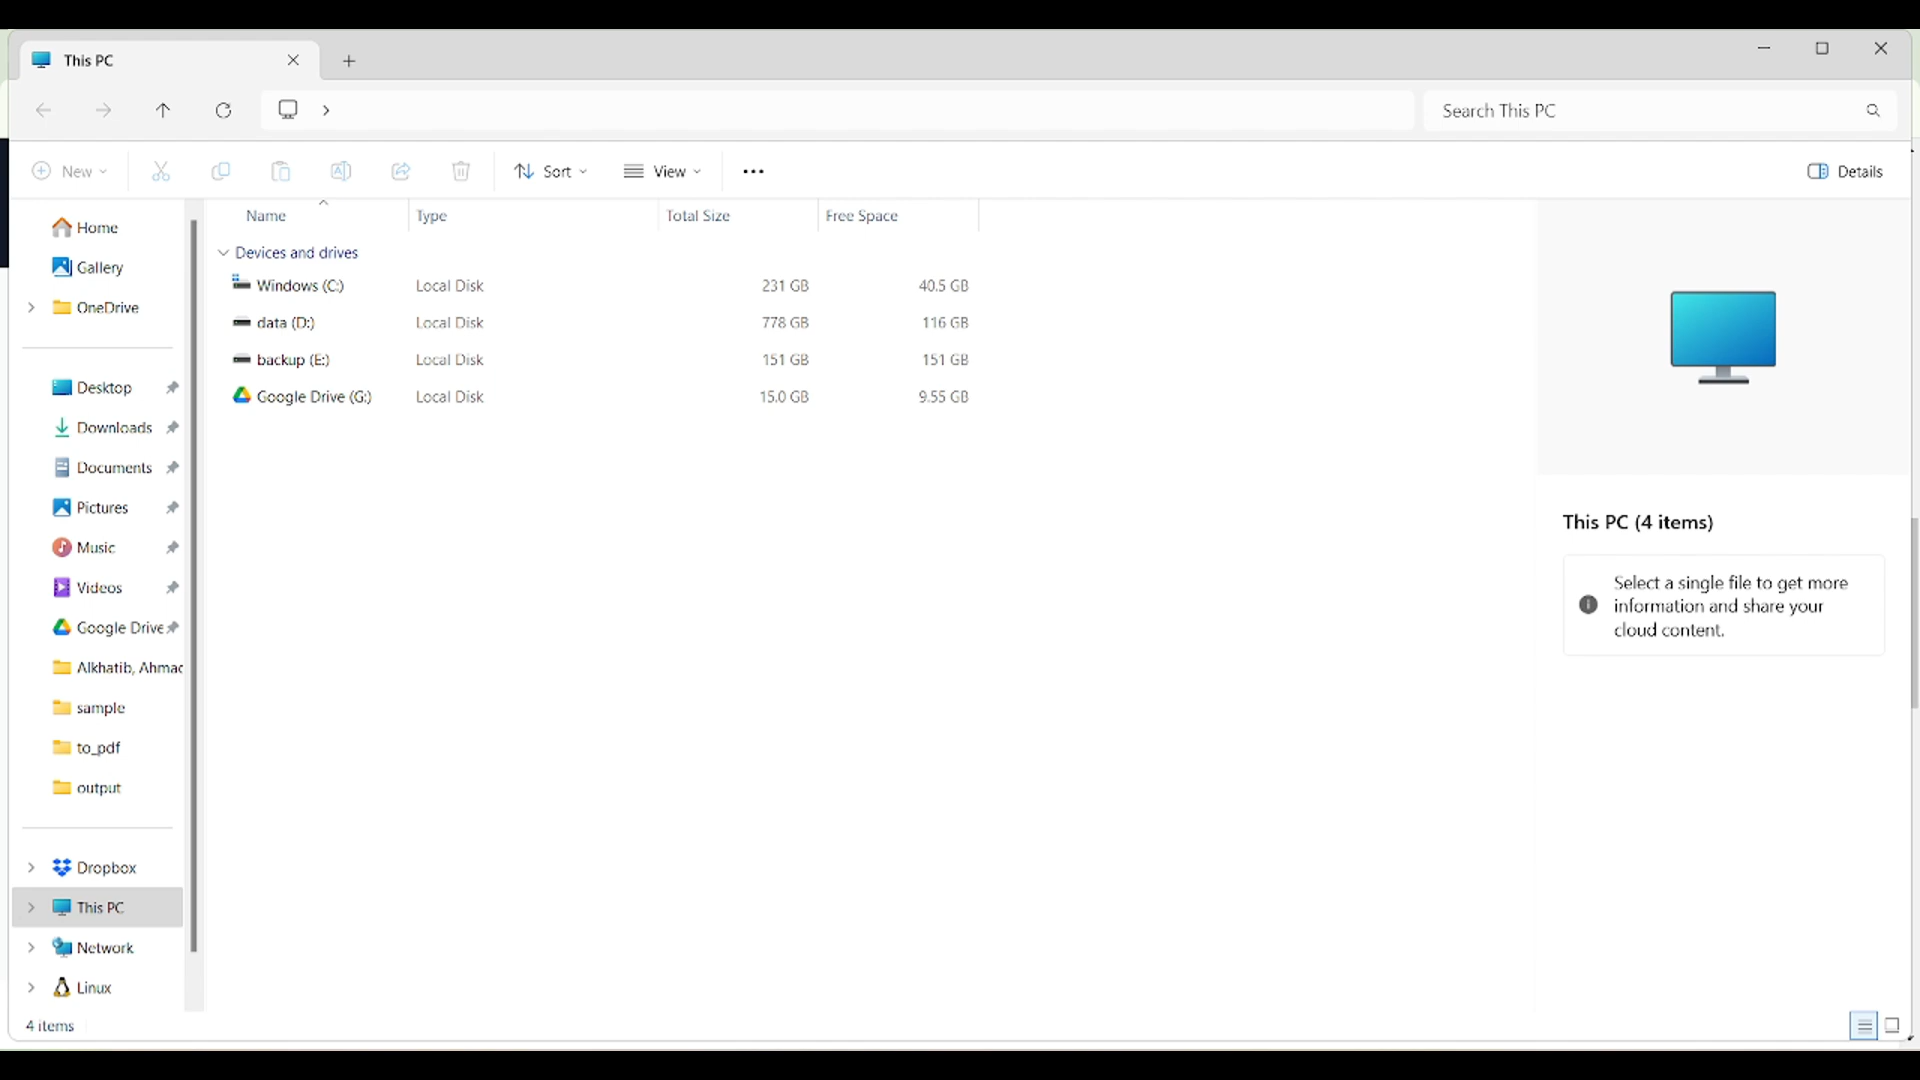 This PC
Search This PC
New
Sort
View
Details
Home
Gallery
OneDrive
Desktop
Downloads
Documents
Pictures
Music
Videos
Google Drive
Alkhatib, Ahmac
sample
to_pdf
output
Dropbox
This PC
Network
Linux
Name Type Total Size Free Space
Devices and drives
Windows (C:) Local Disk 231 GB 40.5 GB
data (D:) Local Disk 778 GB 116 GB
backup (E:) Local Disk 151 GB 151 GB
Google Drive (G:) Local Disk 15.0 GB 9.55 GB
This PC (4 items)
Select a single file to get more
information and share your
cloud content.
4 items